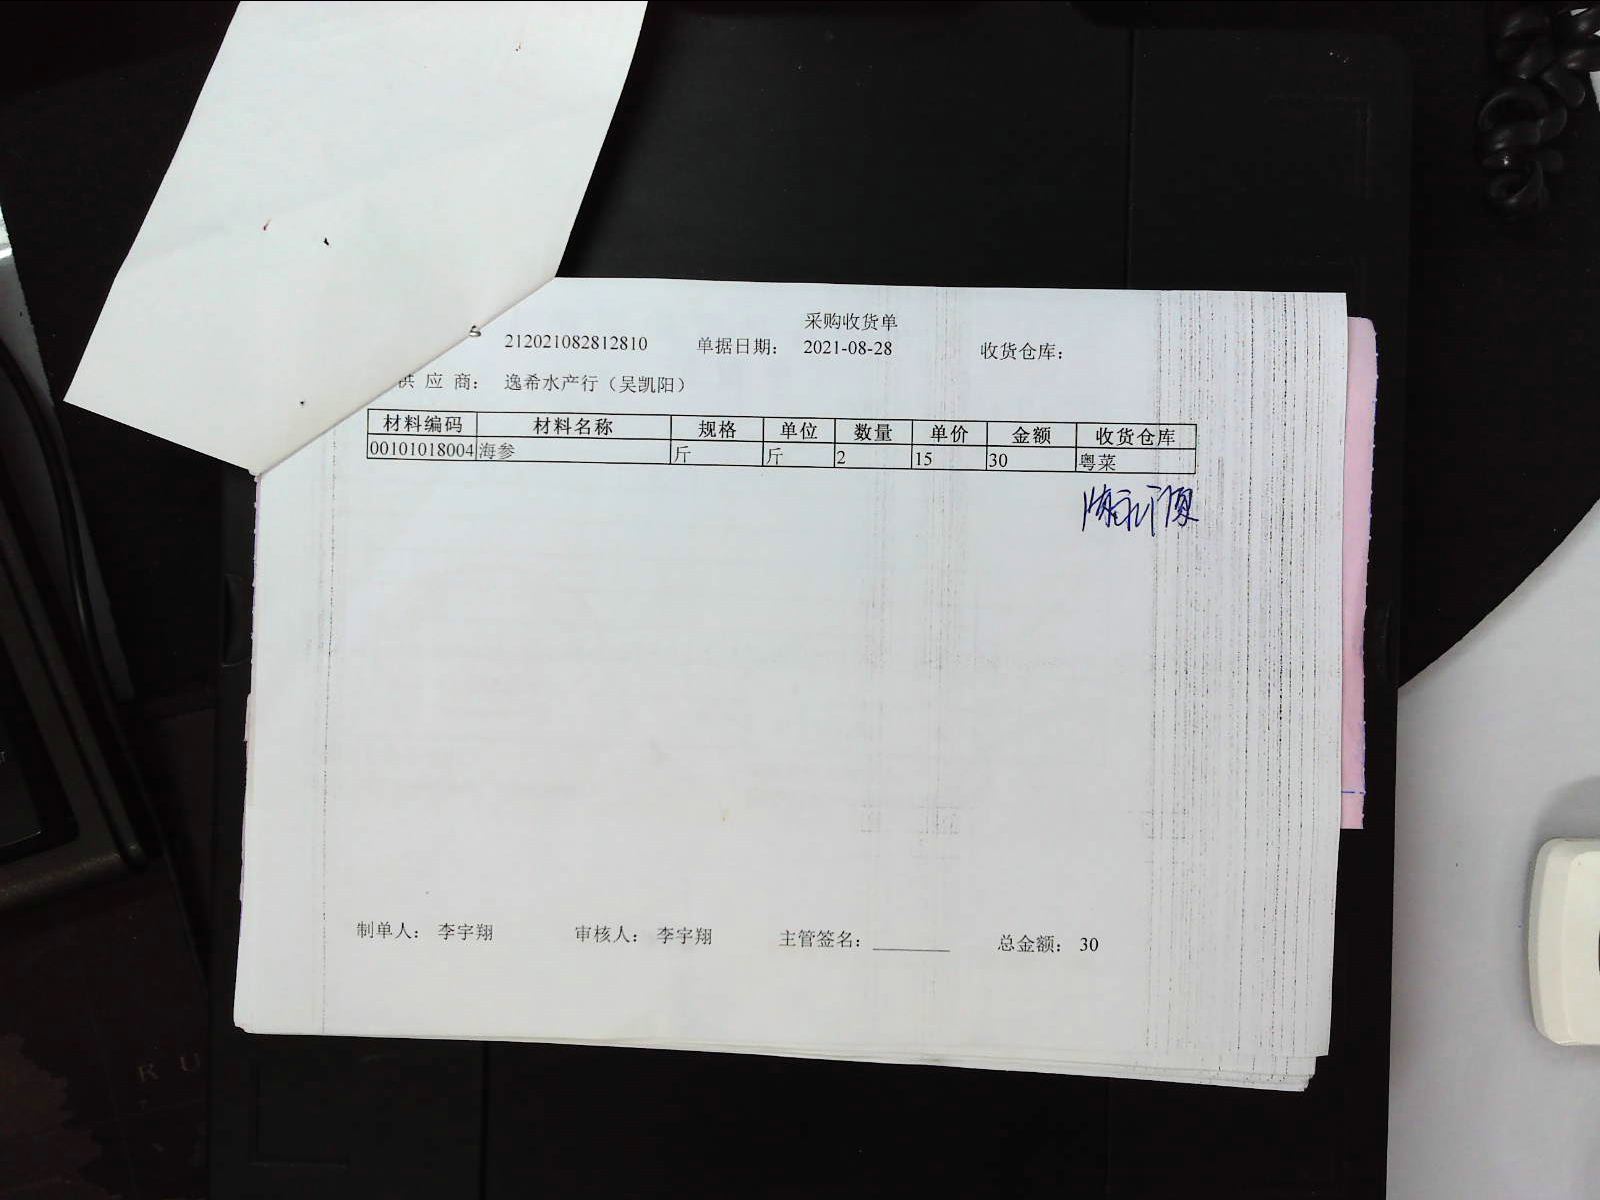 采购收货单
212021082812810 单据日期： 2021-08-28 收货仓库：
供 应 商： 逸希水产行（吴凯阳）
材料编码 材料名称 规格 单位 数量 单价 金额 收货仓库
00101018004 海参 斤 斤 2 15 30 粤菜
制单人： 李宇翔 审核人： 李宇翔 主管签名： 总金额： 30
R U